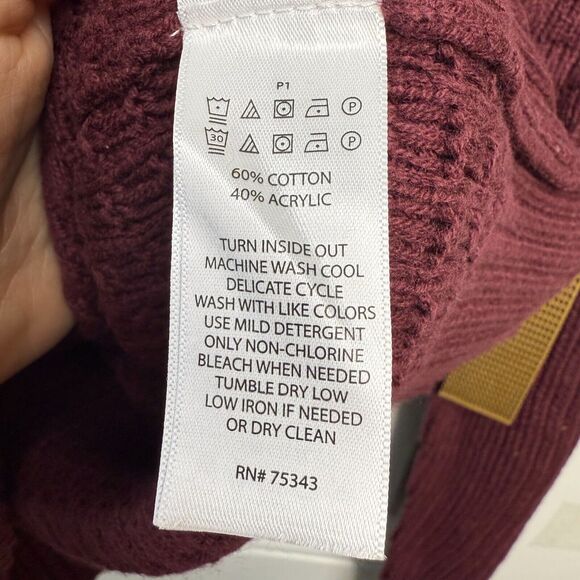 P1
P
30
P
60% COTTON
40% ACRYLIC
TURN INSIDE OUT
MACHINE WASH COOL
DELICATE CYCLE
WASH WITH LIKE COLORS
USE MILD DETERGENT
ONLY NON-CHLORINE
BLEACH WHEN NEEDED
TUMBLE DRY LOW
LOW IRON IF NEEDED
OR DRY CLEAN
RN# 75343